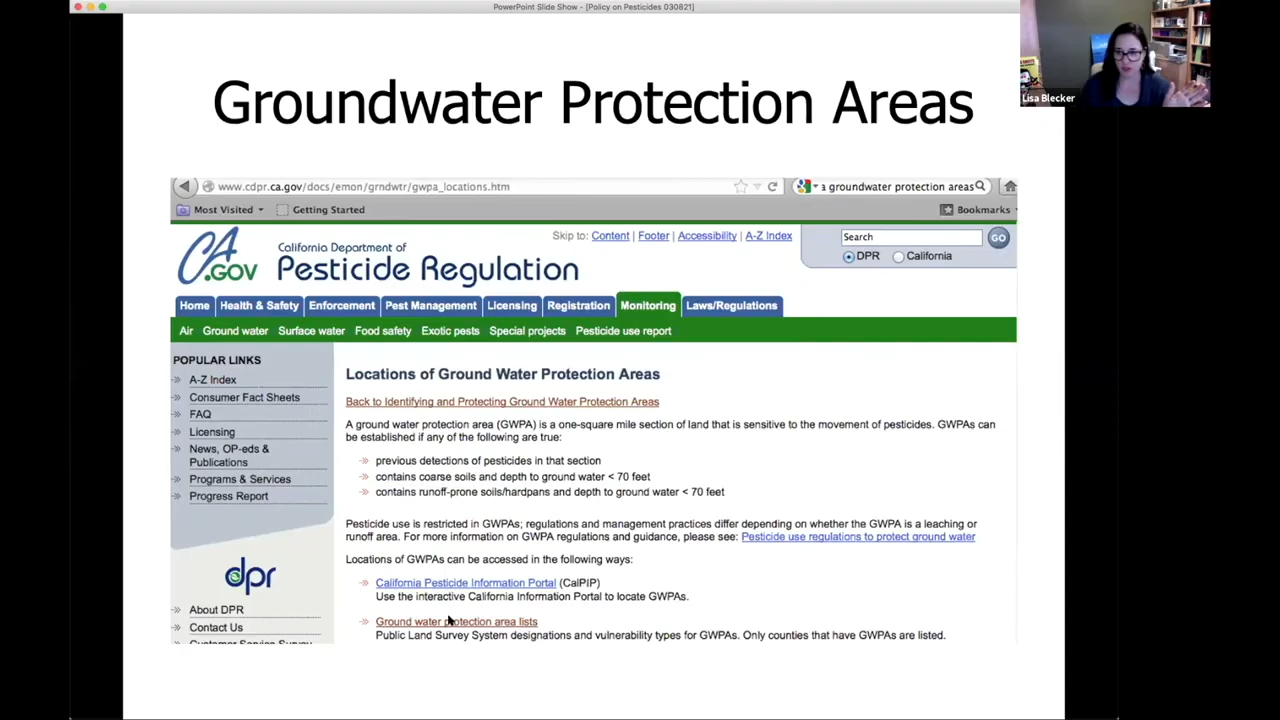 PowerPoint Slide Show - [Policy on Pesticides 030821]
Lisa Blecker
Groundwater Protection Areas
www.cdpr.ca.gov/docs/emon/grndwtr/gwpa_locations.htm
a groundwater protection areas
Most Visited
Getting Started
Bookmarks
CA.GOV
California Department of
Pesticide Regulation
Skip to: Content | Footer | Accessibility | A-Z Index
Search
GO
DPR
California
Home
Health & Safety
Enforcement
Pest Management
Licensing
Registration
Monitoring
Laws/Regulations
Air
Ground water
Surface water
Food safety
Exotic pests
Special projects
Pesticide use report
POPULAR LINKS
A-Z Index
Consumer Fact Sheets
FAQ
Licensing
News, OP-eds &
Publications
Programs & Services
Progress Report
dpr
About DPR
Contact Us
Customer Service Survey
Locations of Ground Water Protection Areas
Back to Identifying and Protecting Ground Water Protection Areas
A ground water protection area (GWPA) is a one-square mile section of land that is sensitive to the movement of pesticides. GWPAs can
be established if any of the following are true:
previous detections of pesticides in that section
contains coarse soils and depth to ground water < 70 feet
contains runoff-prone soils/hardpans and depth to ground water < 70 feet
Pesticide use is restricted in GWPAs; regulations and management practices differ depending on whether the GWPA is a leaching or
runoff area. For more information on GWPA regulations and guidance, please see: Pesticide use regulations to protect ground water
Locations of GWPAs can be accessed in the following ways:
California Pesticide Information Portal (CalPIP)
Use the interactive California Information Portal to locate GWPAs.
Ground water protection area lists
Public Land Survey System designations and vulnerability types for GWPAs. Only counties that have GWPAs are listed.